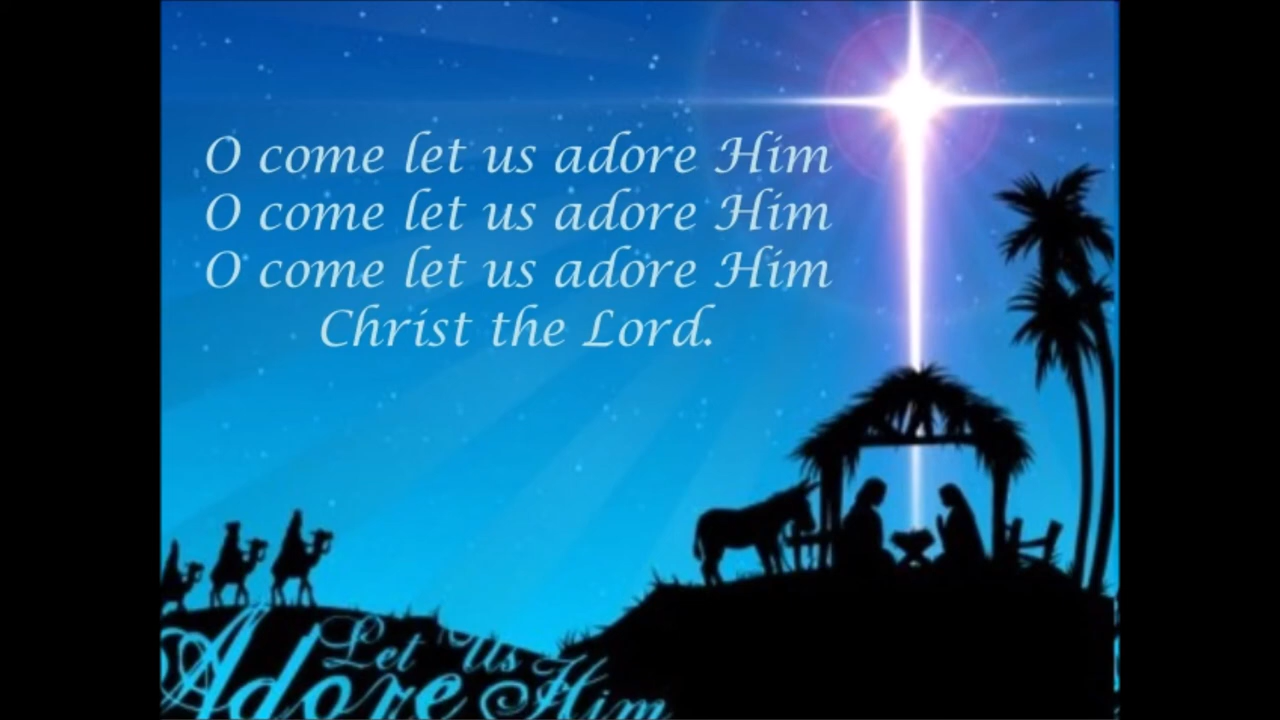 O come let us adore Him
O come let us adore Him
O come let us adore Him
Christ the Lord.
Let Us
Adore Him